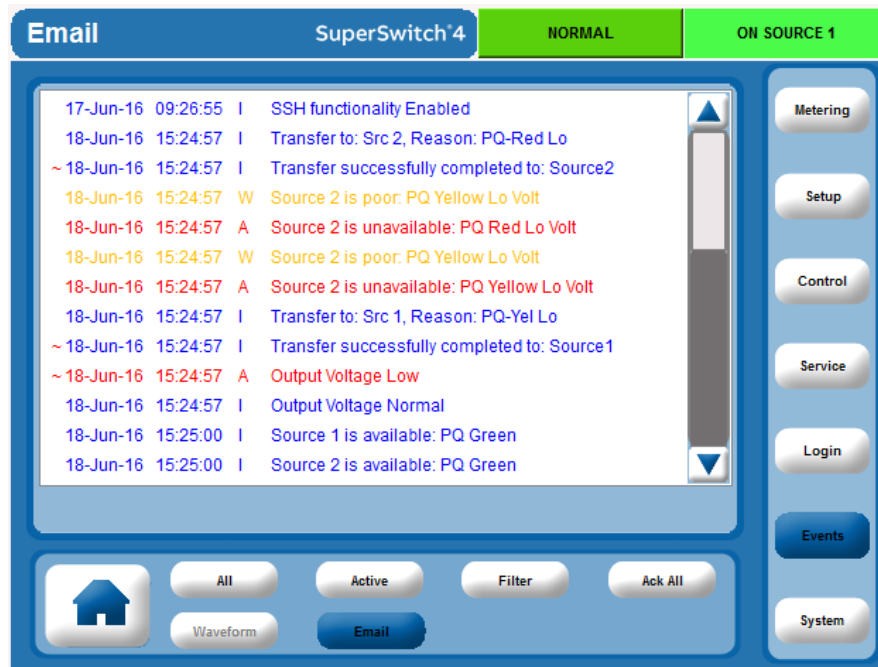 Email SuperSwitch®4 NORMAL ON SOURCE 1
17-Jun-16 09:26:55 I SSH functionality Enabled
18-Jun-16 15:24:57 I Transfer to: Src 2, Reason: PQ-Red Lo
~ 18-Jun-16 15:24:57 I Transfer successfully completed to: Source2
18-Jun-16 15:24:57 W Source 2 is poor: PQ Yellow Lo Volt
18-Jun-16 15:24:57 A Source 2 is unavailable: PQ Red Lo Volt
18-Jun-16 15:24:57 W Source 2 is poor: PQ Yellow Lo Volt
18-Jun-16 15:24:57 A Source 2 is unavailable: PQ Yellow Lo Volt
18-Jun-16 15:24:57 I Transfer to: Src 1, Reason: PQ-Yel Lo
~ 18-Jun-16 15:24:57 I Transfer successfully completed to: Source1
~ 18-Jun-16 15:24:57 A Output Voltage Low
18-Jun-16 15:24:57 I Output Voltage Normal
18-Jun-16 15:25:00 I Source 1 is available: PQ Green
18-Jun-16 15:25:00 I Source 2 is available: PQ Green
Metering
Setup
Control
Service
Login
Events
System
All Active Filter Ack All
Waveform Email